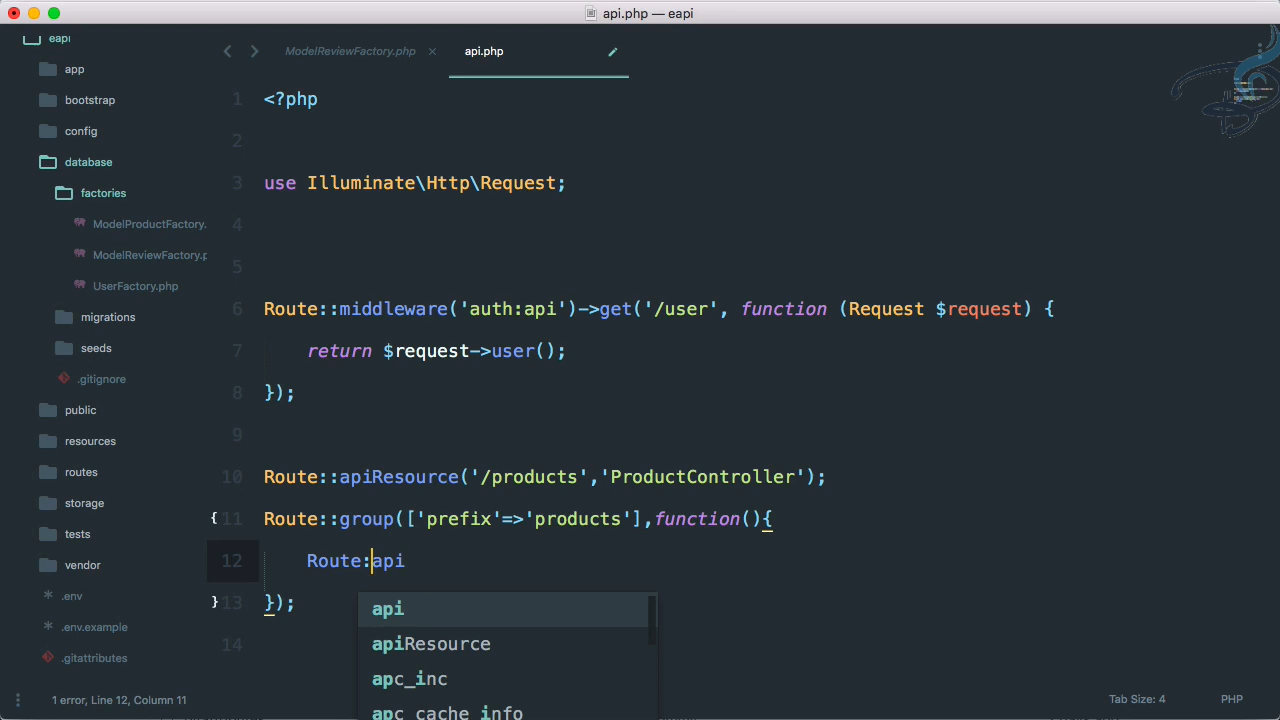 api.php — eapi
eapi
app
bootstrap
config
database
factories
ModelProductFactory.
ModelReviewFactory.p
UserFactory.php
migrations
seeds
.gitignore
public
resources
routes
storage
tests
vendor
.env
.env.example
.gitattributes
ModelReviewFactory.php ×
api.php
1 <?php
2
3 use Illuminate\Http\Request;
4
5
6 Route::middleware('auth:api')->get('/user', function (Request $request) {
7 return $request->user();
8 });
9
10 Route::apiResource('/products','ProductController');
{ 11 Route::group(['prefix'=>'products'],function(){
12 Route:api
} 13 });
14
api
apiResource
apc_inc
apc_cache_info
1 error, Line 12, Column 11
Tab Size: 4
PHP